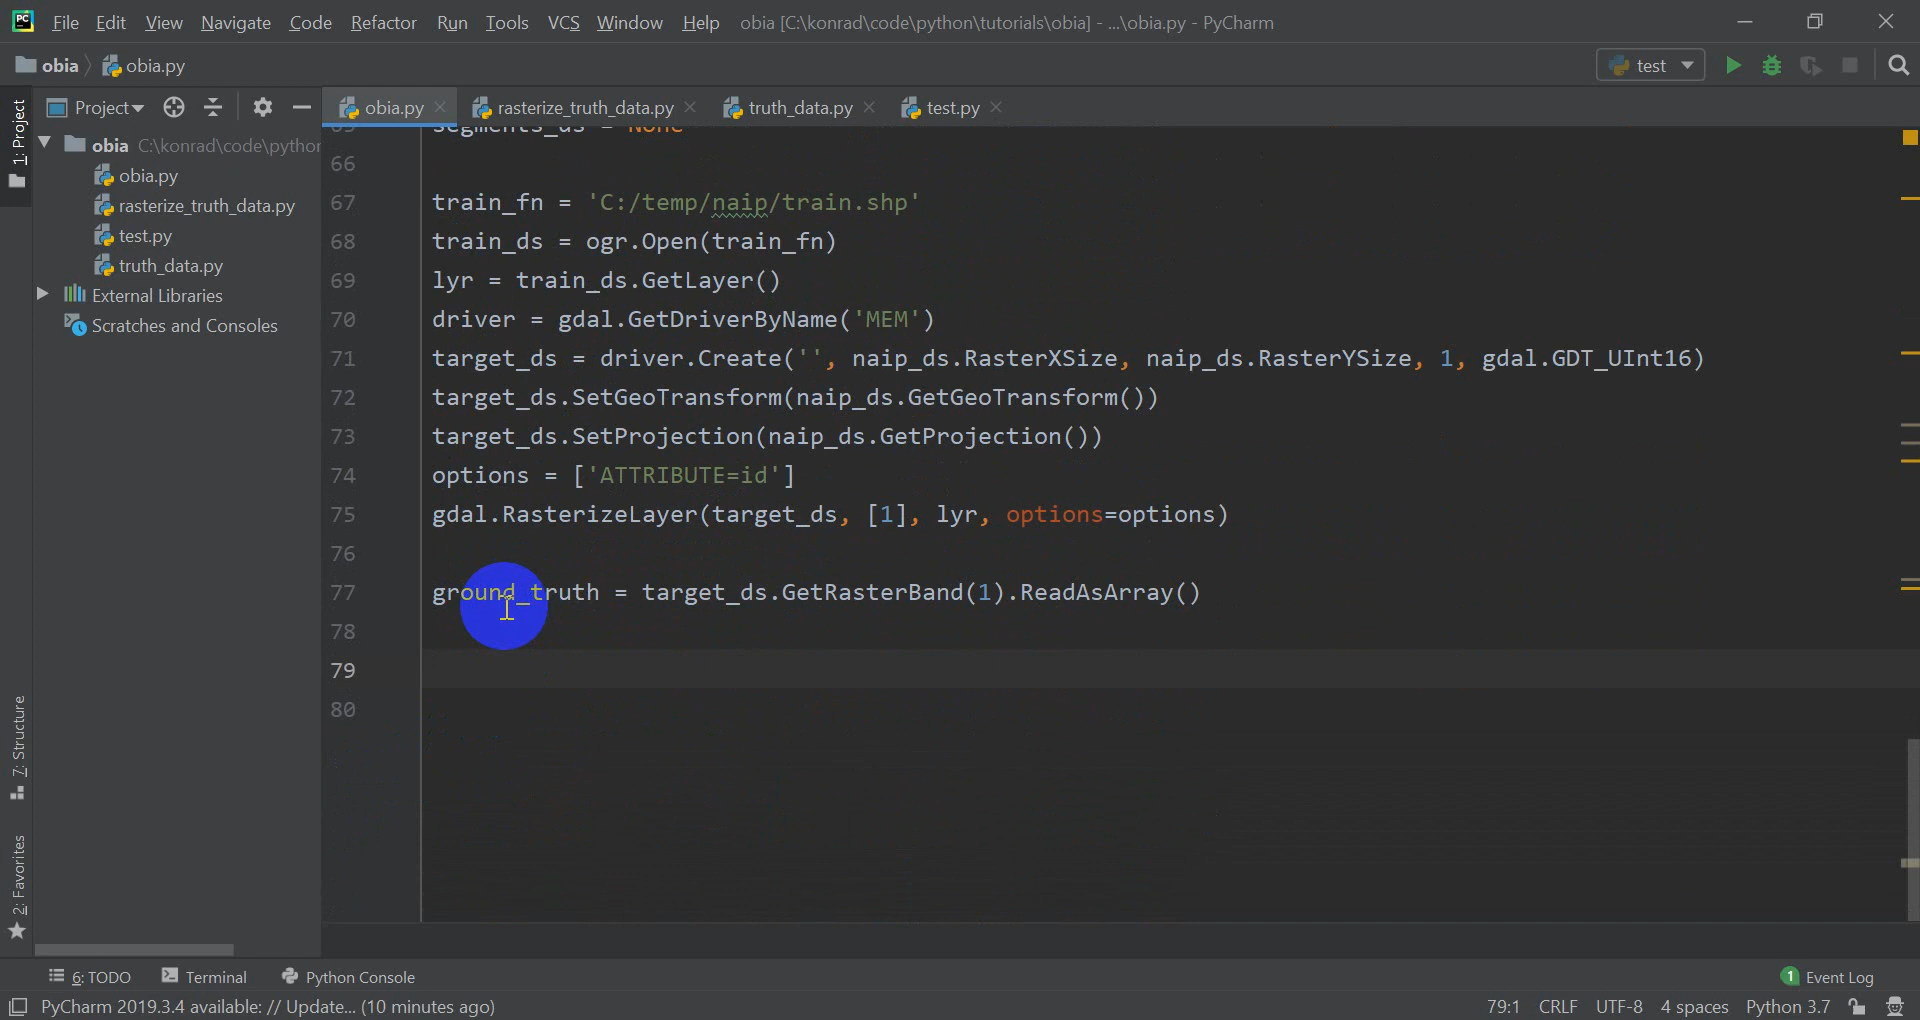 PC File Edit View Navigate Code Refactor Run Tools VCS Window Help obia [C:\konrad\code\python\tutorials\obia] - ...\obia.py - PyCharm
obia obia.py test
1: Project
Project
obia.py rasterize_truth_data.py truth_data.py test.py
obia C:\konrad\code\python
obia.py
rasterize_truth_data.py
test.py
truth_data.py
External Libraries
Scratches and Consoles
65 segments_ds = None
66
67 train_fn = 'C:/temp/naip/train.shp'
68 train_ds = ogr.Open(train_fn)
69 lyr = train_ds.GetLayer()
70 driver = gdal.GetDriverByName('MEM')
71 target_ds = driver.Create('', naip_ds.RasterXSize, naip_ds.RasterYSize, 1, gdal.GDT_UInt16)
72 target_ds.SetGeoTransform(naip_ds.GetGeoTransform())
73 target_ds.SetProjection(naip_ds.GetProjection())
74 options = ['ATTRIBUTE=id']
75 gdal.RasterizeLayer(target_ds, [1], lyr, options=options)
76
77 ground_truth = target_ds.GetRasterBand(1).ReadAsArray()
78
79
80
7: Structure
2: Favorites
6: TODO Terminal Python Console 1 Event Log
PyCharm 2019.3.4 available: // Update... (10 minutes ago) 79:1 CRLF UTF-8 4 spaces Python 3.7